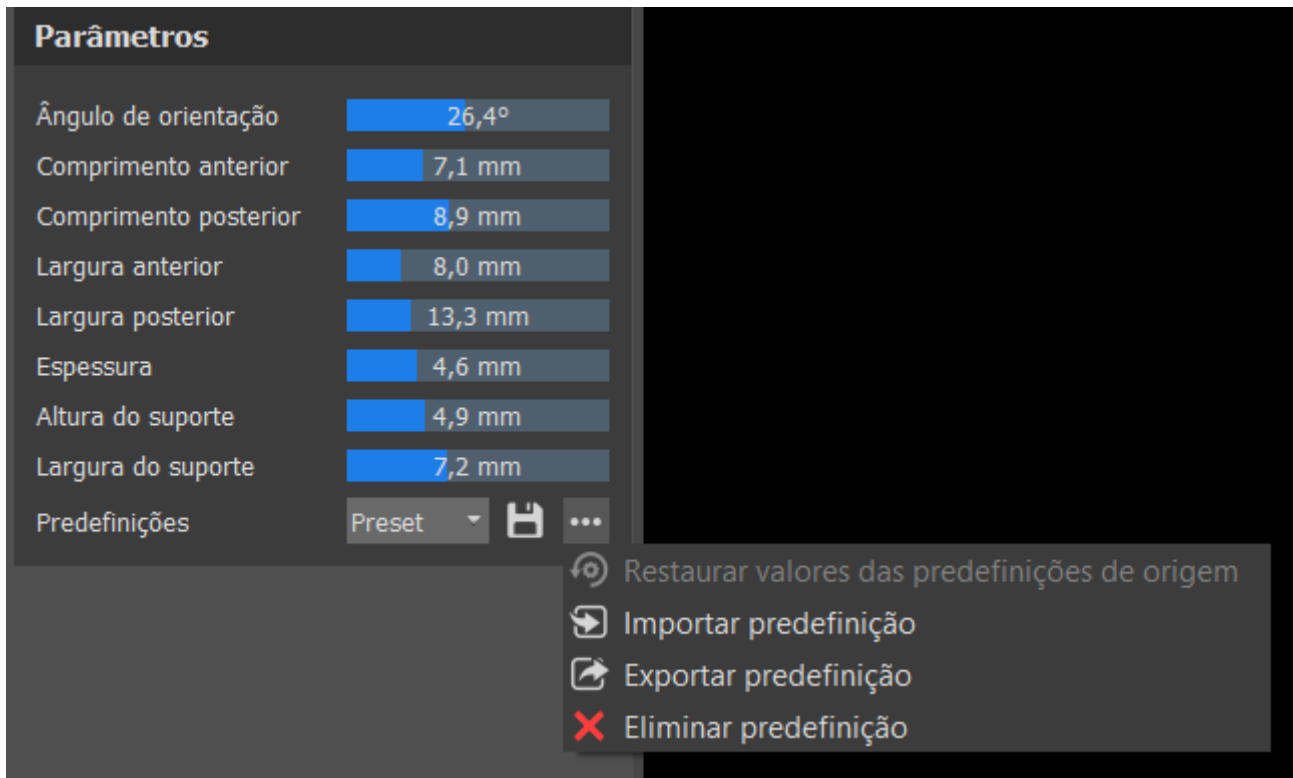 Parâmetros
Ângulo de orientação 26,4º
Comprimento anterior 7,1 mm
Comprimento posterior 8,9 mm
Largura anterior 8,0 mm
Largura posterior 13,3 mm
Espessura 4,6 mm
Altura do suporte 4,9 mm
Largura do suporte 7,2 mm
Predefinições Preset
Restaurar valores das predefinições de origem
Importar predefinição
Exportar predefinição
Eliminar predefinição